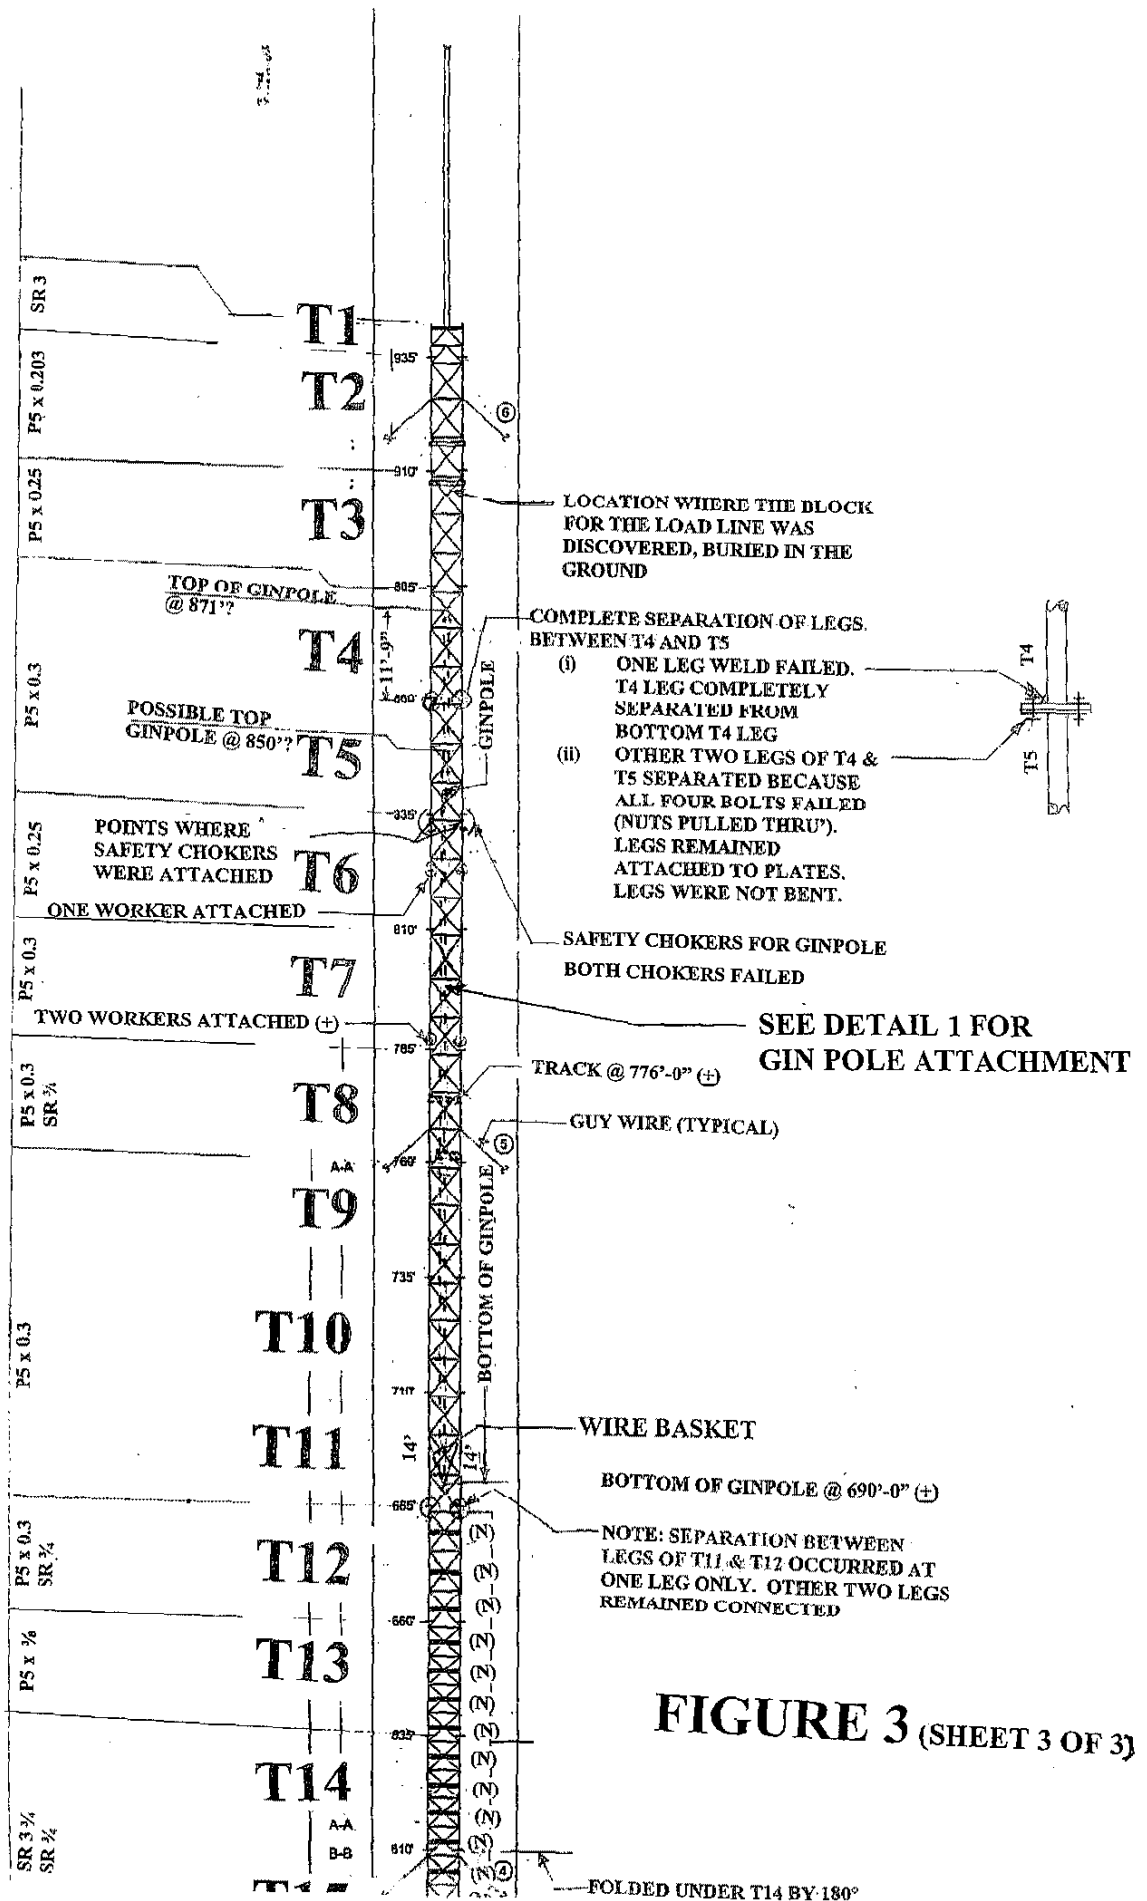 SR 3
T1
935'
P5 x 0.203
T2
6
910'
P5 x 0.25
T3
LOCATION WHERE THE BLOCK
FOR THE LOAD LINE WAS
DISCOVERED, BURIED IN THE
GROUND
TOP OF GINPOLE
@ 871'?
T4
11'-9"
P5 x 0.3
COMPLETE SEPARATION OF LEGS.
BETWEEN T4 AND T5
(i) ONE LEG WELD FAILED.
T4 LEG COMPLETELY
SEPARATED FROM
BOTTOM T4 LEG
(ii) OTHER TWO LEGS OF T4 &
T5 SEPARATED BECAUSE
ALL FOUR BOLTS FAILED
(NUTS PULLED THRU').
LEGS REMAINED
ATTACHED TO PLATES.
LEGS WERE NOT BENT.
T4
T5
GINPOLE
POSSIBLE TOP
GINPOLE @ 850'?
T5
POINTS WHERE
SAFETY CHOKERS
WERE ATTACHED
P5 x 0.25
T6
ONE WORKER ATTACHED
810'
SAFETY CHOKERS FOR GINPOLE
BOTH CHOKERS FAILED
P5 x 0.3
T7
SEE DETAIL 1 FOR
GIN POLE ATTACHMENT
TWO WORKERS ATTACHED (±)
785'
TRACK @ 776'-0" (±)
P5 x 0.3
SR ¾
T8
GUY WIRE (TYPICAL)
5
760'
A-A
T9
BOTTOM OF GINPOLE
735'
T10
P5 x 0.3
710'
T11
14'
14'
WIRE BASKET
BOTTOM OF GINPOLE @ 690'-0" (±)
685'
NOTE: SEPARATION BETWEEN
LEGS OF T11 & T12 OCCURRED AT
ONE LEG ONLY. OTHER TWO LEGS
REMAINED CONNECTED
P5 x 0.3
SR ¾
T12
660'
P5 x ⅜
T13
FIGURE 3 (SHEET 3 OF 3)
635'
T14
SR 3 ¾
SR ¾
A-A
B-B
610'
4
FOLDED UNDER T14 BY 180°